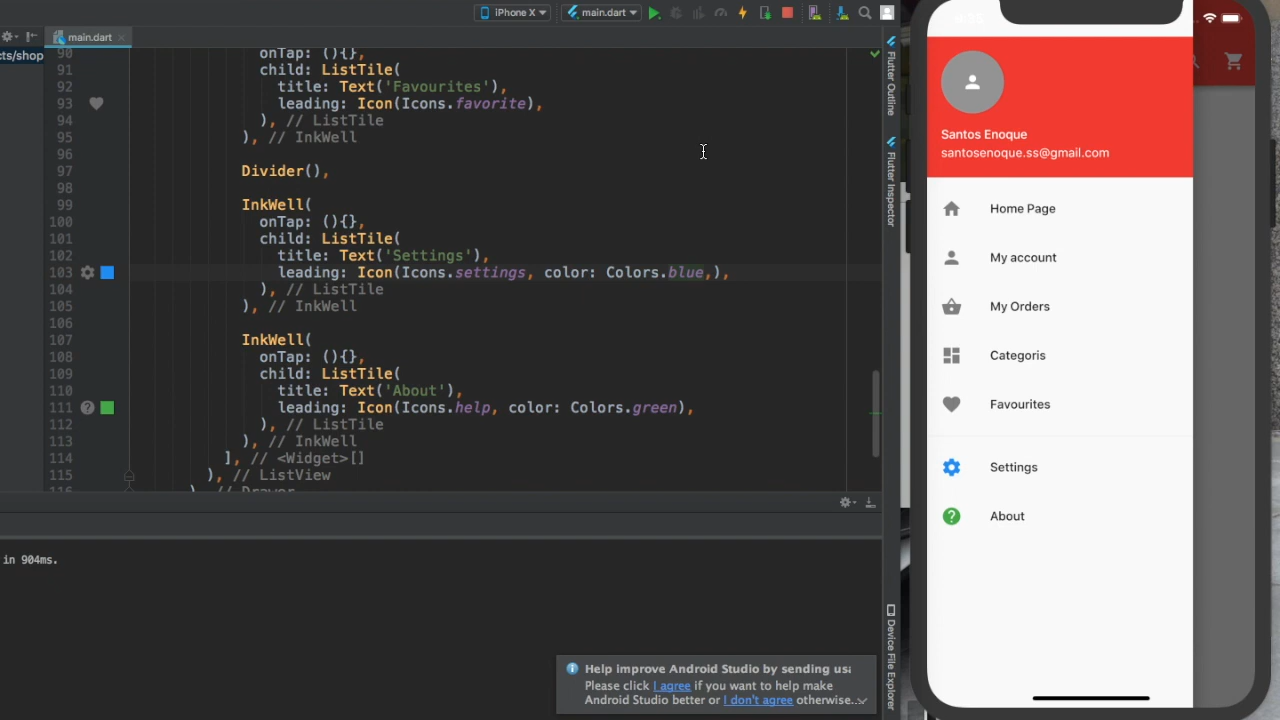 iPhone X
main.dart
main.dart
cts/shop
90 onTap: (){},
91 child: ListTile(
92 title: Text('Favourites'),
93 leading: Icon(Icons.favorite),
94 ), // ListTile
95 ), // InkWell
96
97 Divider(),
98
99 InkWell(
100 onTap: (){},
101 child: ListTile(
102 title: Text('Settings'),
103 leading: Icon(Icons.settings, color: Colors.blue,),
104 ), // ListTile
105 ), // InkWell
106
107 InkWell(
108 onTap: (){},
109 child: ListTile(
110 title: Text('About'),
111 leading: Icon(Icons.help, color: Colors.green),
112 ), // ListTile
113 ), // InkWell
114 ], // <Widget>[]
115 ), // ListView
116 ), // Drawer
in 904ms.
Help improve Android Studio by sending usa
Please click I agree if you want to help make
Android Studio better or I don't agree otherwise...
Flutter Outline
Flutter Inspector
Device File Explorer
Santos Enoque
santosenoque.ss@gmail.com
Home Page
My account
My Orders
Categoris
Favourites
Settings
About